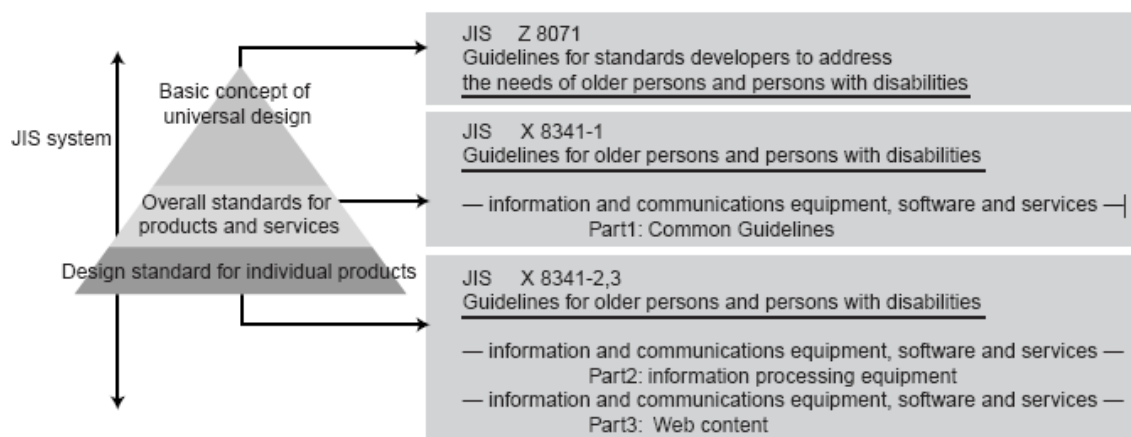 JIS system
Basic concept of
universal design
Overall standards for
products and services
Design standard for individual products
JIS Z 8071
Guidelines for standards developers to address
the needs of older persons and persons with disabilities
JIS X 8341-1
Guidelines for older persons and persons with disabilities
— information and communications equipment, software and services —
Part1: Common Guidelines
JIS X 8341-2,3
Guidelines for older persons and persons with disabilities
— information and communications equipment, software and services —
Part2: information processing equipment
— information and communications equipment, software and services —
Part3: Web content